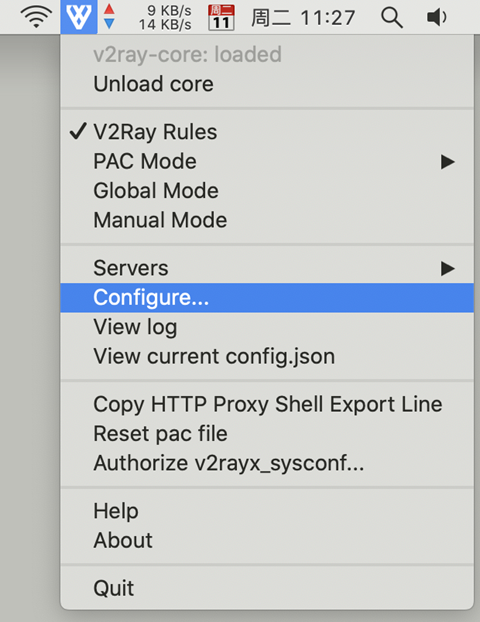 9 KB/s
14 KB/s
周二
11
周二 11:27
v2ray-core: loaded
Unload core
V2Ray Rules
PAC Mode
Global Mode
Manual Mode
Servers
Configure...
View log
View current config.json
Copy HTTP Proxy Shell Export Line
Reset pac file
Authorize v2rayx_sysconf...
Help
About
Quit